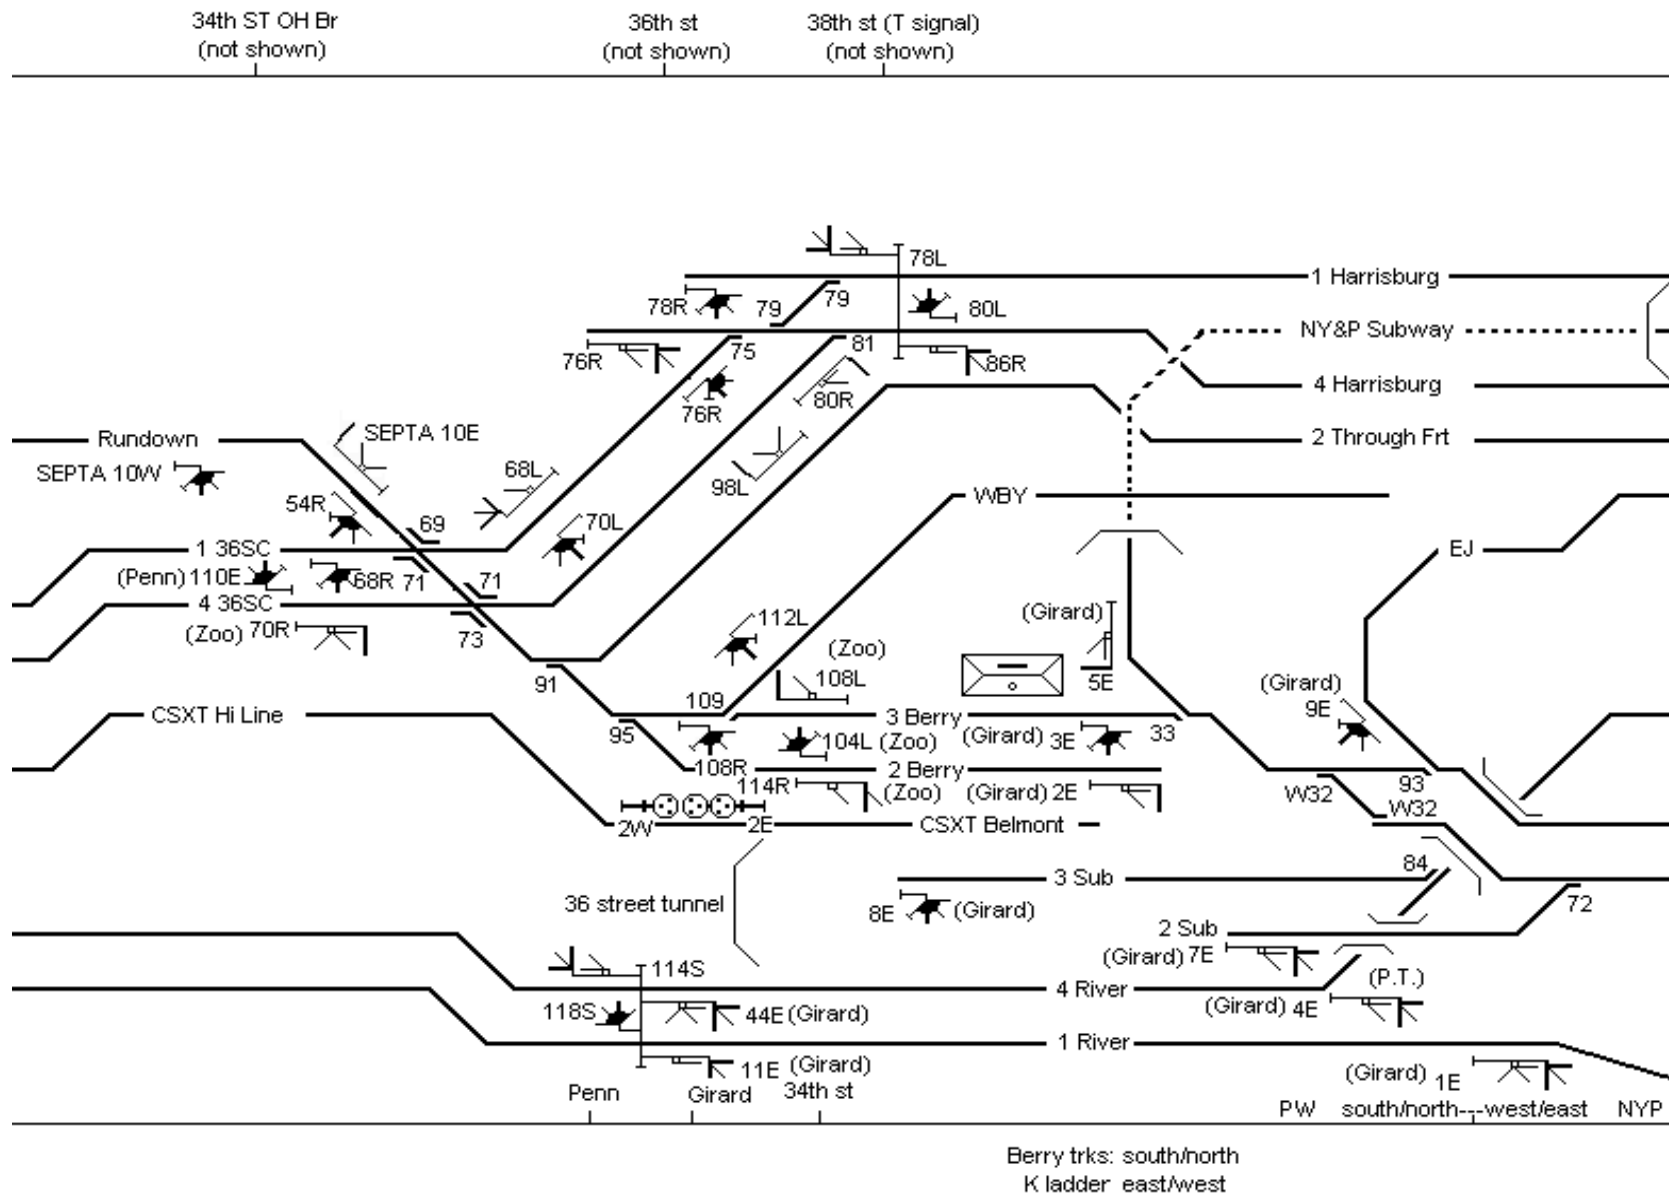 34th ST OH Br
(not shown)
36th st
(not shown)
38th st (T signal)
(not shown)
78L
1 Harrisburg
78R
79
79
80L
NY&P Subway
76R
75
81
86R
4 Harrisburg
76R
80R
Rundown
SEPTA 10E
2 Through Frt
SEPTA 10W
68L
98L
WBY
54R
69
70L
1 36SC
EJ
(Penn) 110E
68R
71
71
4 36SC
(Zoo) 70R
73
112L
(Girard)
(Zoo)
108L
91
5E
(Girard)
9E
CSXT Hi Line
109
3 Berry
95
104L (Zoo)
(Girard) 3E
33
108R
2 Berry
114R
(Zoo)
(Girard) 2E
W32
93
W32
2W
2E
CSXT Belmont
84
3 Sub
36 street tunnel
8E
(Girard)
72
2 Sub
(Girard) 7E
114S
(P.T.)
4 River
118S
44E (Girard)
(Girard) 4E
1 River
11E (Girard)
(Girard) 1E
Penn
Girard
34th st
PW
south/north---west/east
NYP
Berry trks: south/north
K ladder east/west